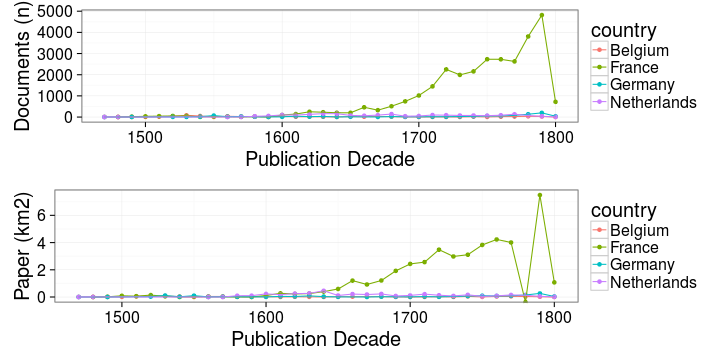 Documents (n)
5000
4000
3000
2000
1000
0
1500
1600
1700
1800
Publication Decade
country
Belgium
France
Germany
Netherlands
Paper (km2)
6
4
2
0
1500
1600
1700
1800
Publication Decade
country
Belgium
France
Germany
Netherlands